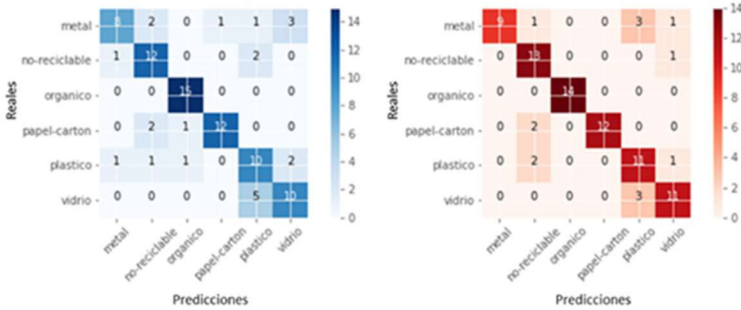 metal 8 2 0 1 1 3
no-reciclable 1 12 0 0 2 0
organico 0 0 15 0 0 0
papel-carton 0 2 1 12 0 0
plastico 1 1 1 0 10 2
vidrio 0 0 0 0 5 10
Reales
metal no-reciclable organico papel-carton plastico vidrio
Predicciones
14
12
10
8
6
4
2
0
metal 9 1 0 0 3 1
no-reciclable 0 13 0 0 0 1
organico 0 0 14 0 0 0
papel-carton 0 2 0 12 0 0
plastico 0 2 0 0 11 1
vidrio 0 0 0 0 3 11
Reales
metal no-reciclable organico papel-carton plastico vidrio
Predicciones
14
12
10
8
6
4
2
0